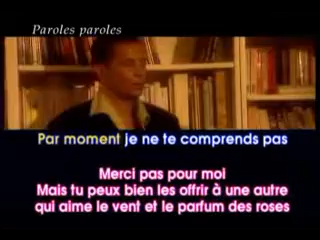 Paroles paroles
Par moment je ne te comprends pas
Merci pas pour moi
Mais tu peux bien les offrir à une autre
qui aime le vent et le parfum des roses